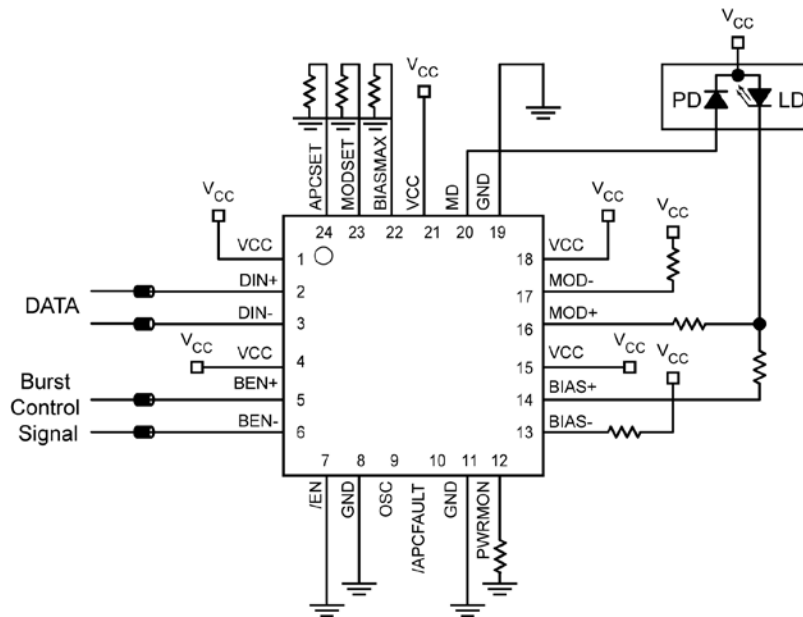 VCC
VCC
PD
LD
APCSET
MODSET
BIASMAX
VCC
MD
GND
24
23
22
21
20
19
VCC
VCC
1
DIN+
2
DATA
DIN-
3
VCC
VCC
4
Burst
Control
Signal
BEN+
5
BEN-
6
VCC
VCC
18
VCC
MOD-
17
MOD+
16
VCC
VCC
15
VCC
BIAS+
14
BIAS-
13
7
8
9
10
11
12
/EN
GND
OSC
/APCFAULT
GND
PWRMON